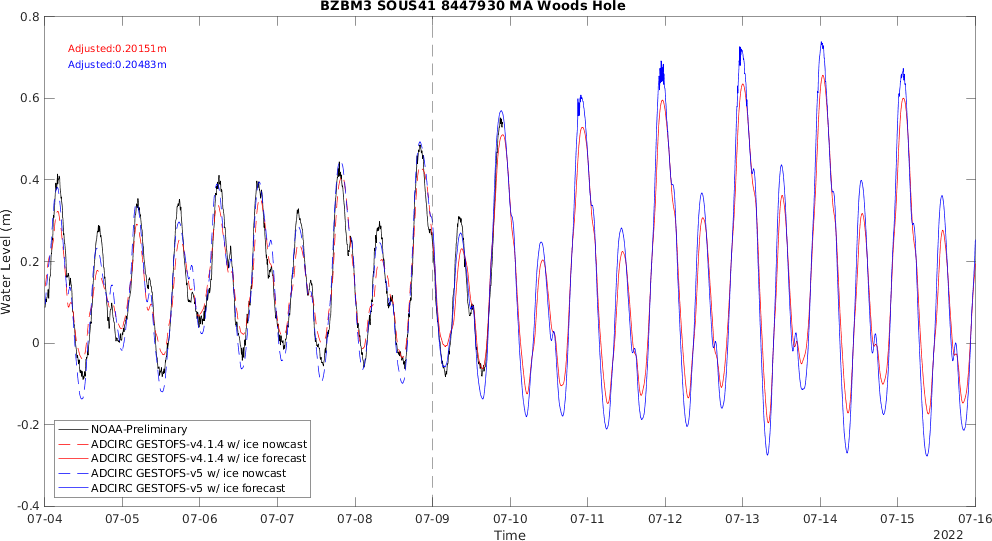 BZBM3 SOUS41 8447930 MA Woods Hole
Adjusted:0.20151m
Adjusted:0.20483m
Water Level (m)
0.8
0.6
0.4
0.2
0
-0.2
-0.4
NOAA-Preliminary
ADCIRC GESTOFS-v4.1.4 w/ ice nowcast
ADCIRC GESTOFS-v4.1.4 w/ ice forecast
ADCIRC GESTOFS-v5 w/ ice nowcast
ADCIRC GESTOFS-v5 w/ ice forecast
07-04 07-05 07-06 07-07 07-08 07-09 07-10 07-11 07-12 07-13 07-14 07-15 07-16
Time
2022